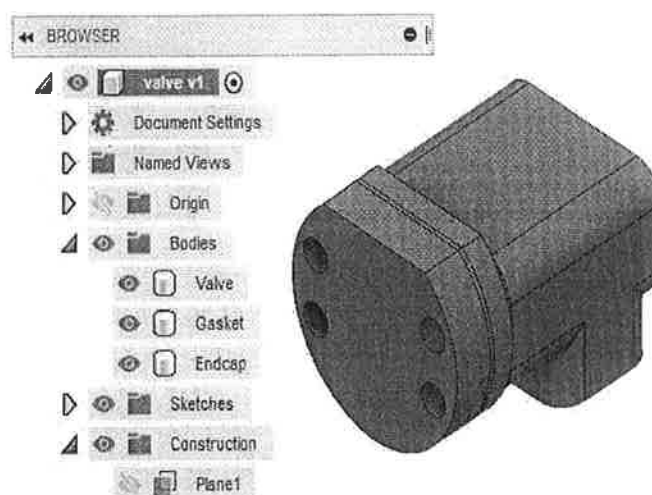 BROWSER
valve v1
Document Settings
Named Views
Origin
Bodies
Valve
Gasket
Endcap
Sketches
Construction
Plane1